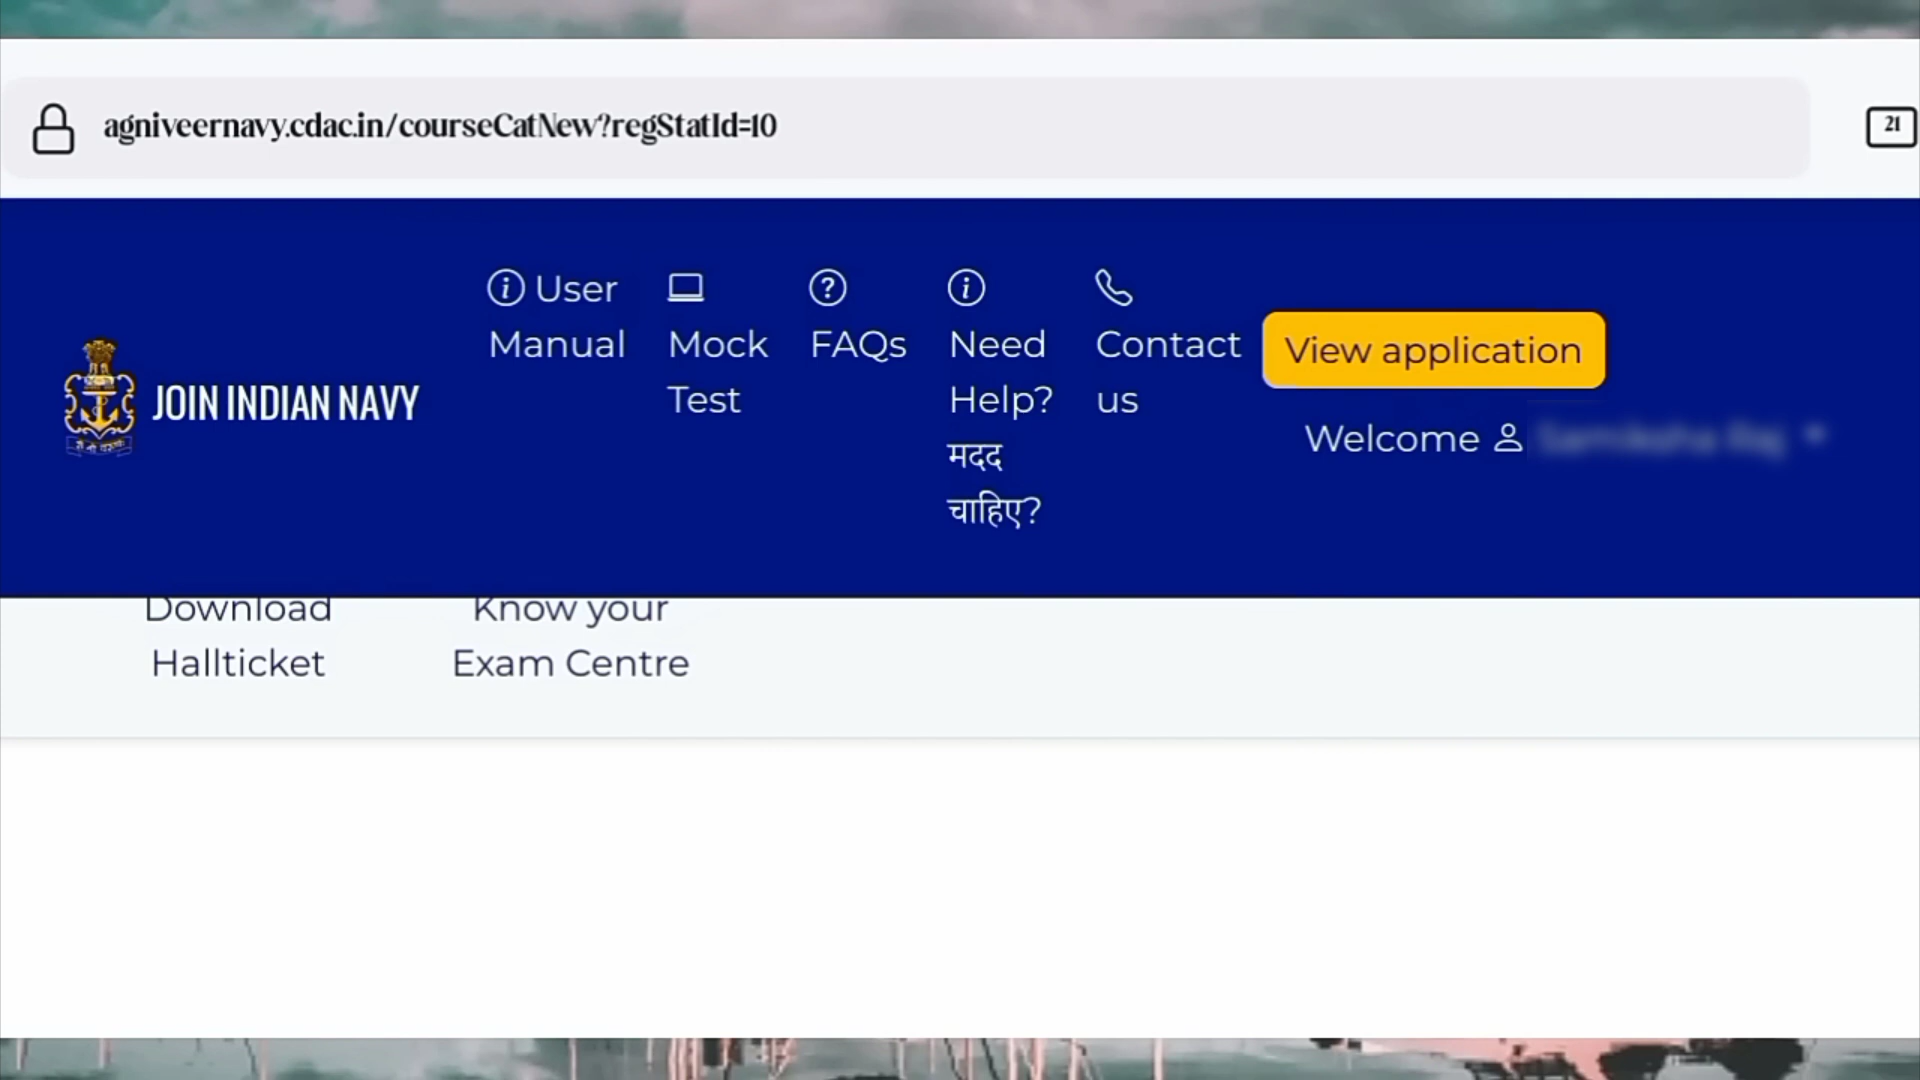 agniveernavy.cdac.in/courseCatNew?regStatId=10
21
JOIN INDIAN NAVY
User
Manual
Mock
Test
FAQs
Need
Help?
मदद
चाहिए?
Contact
us
View application
Welcome
Download
Hallticket
Know your
Exam Centre